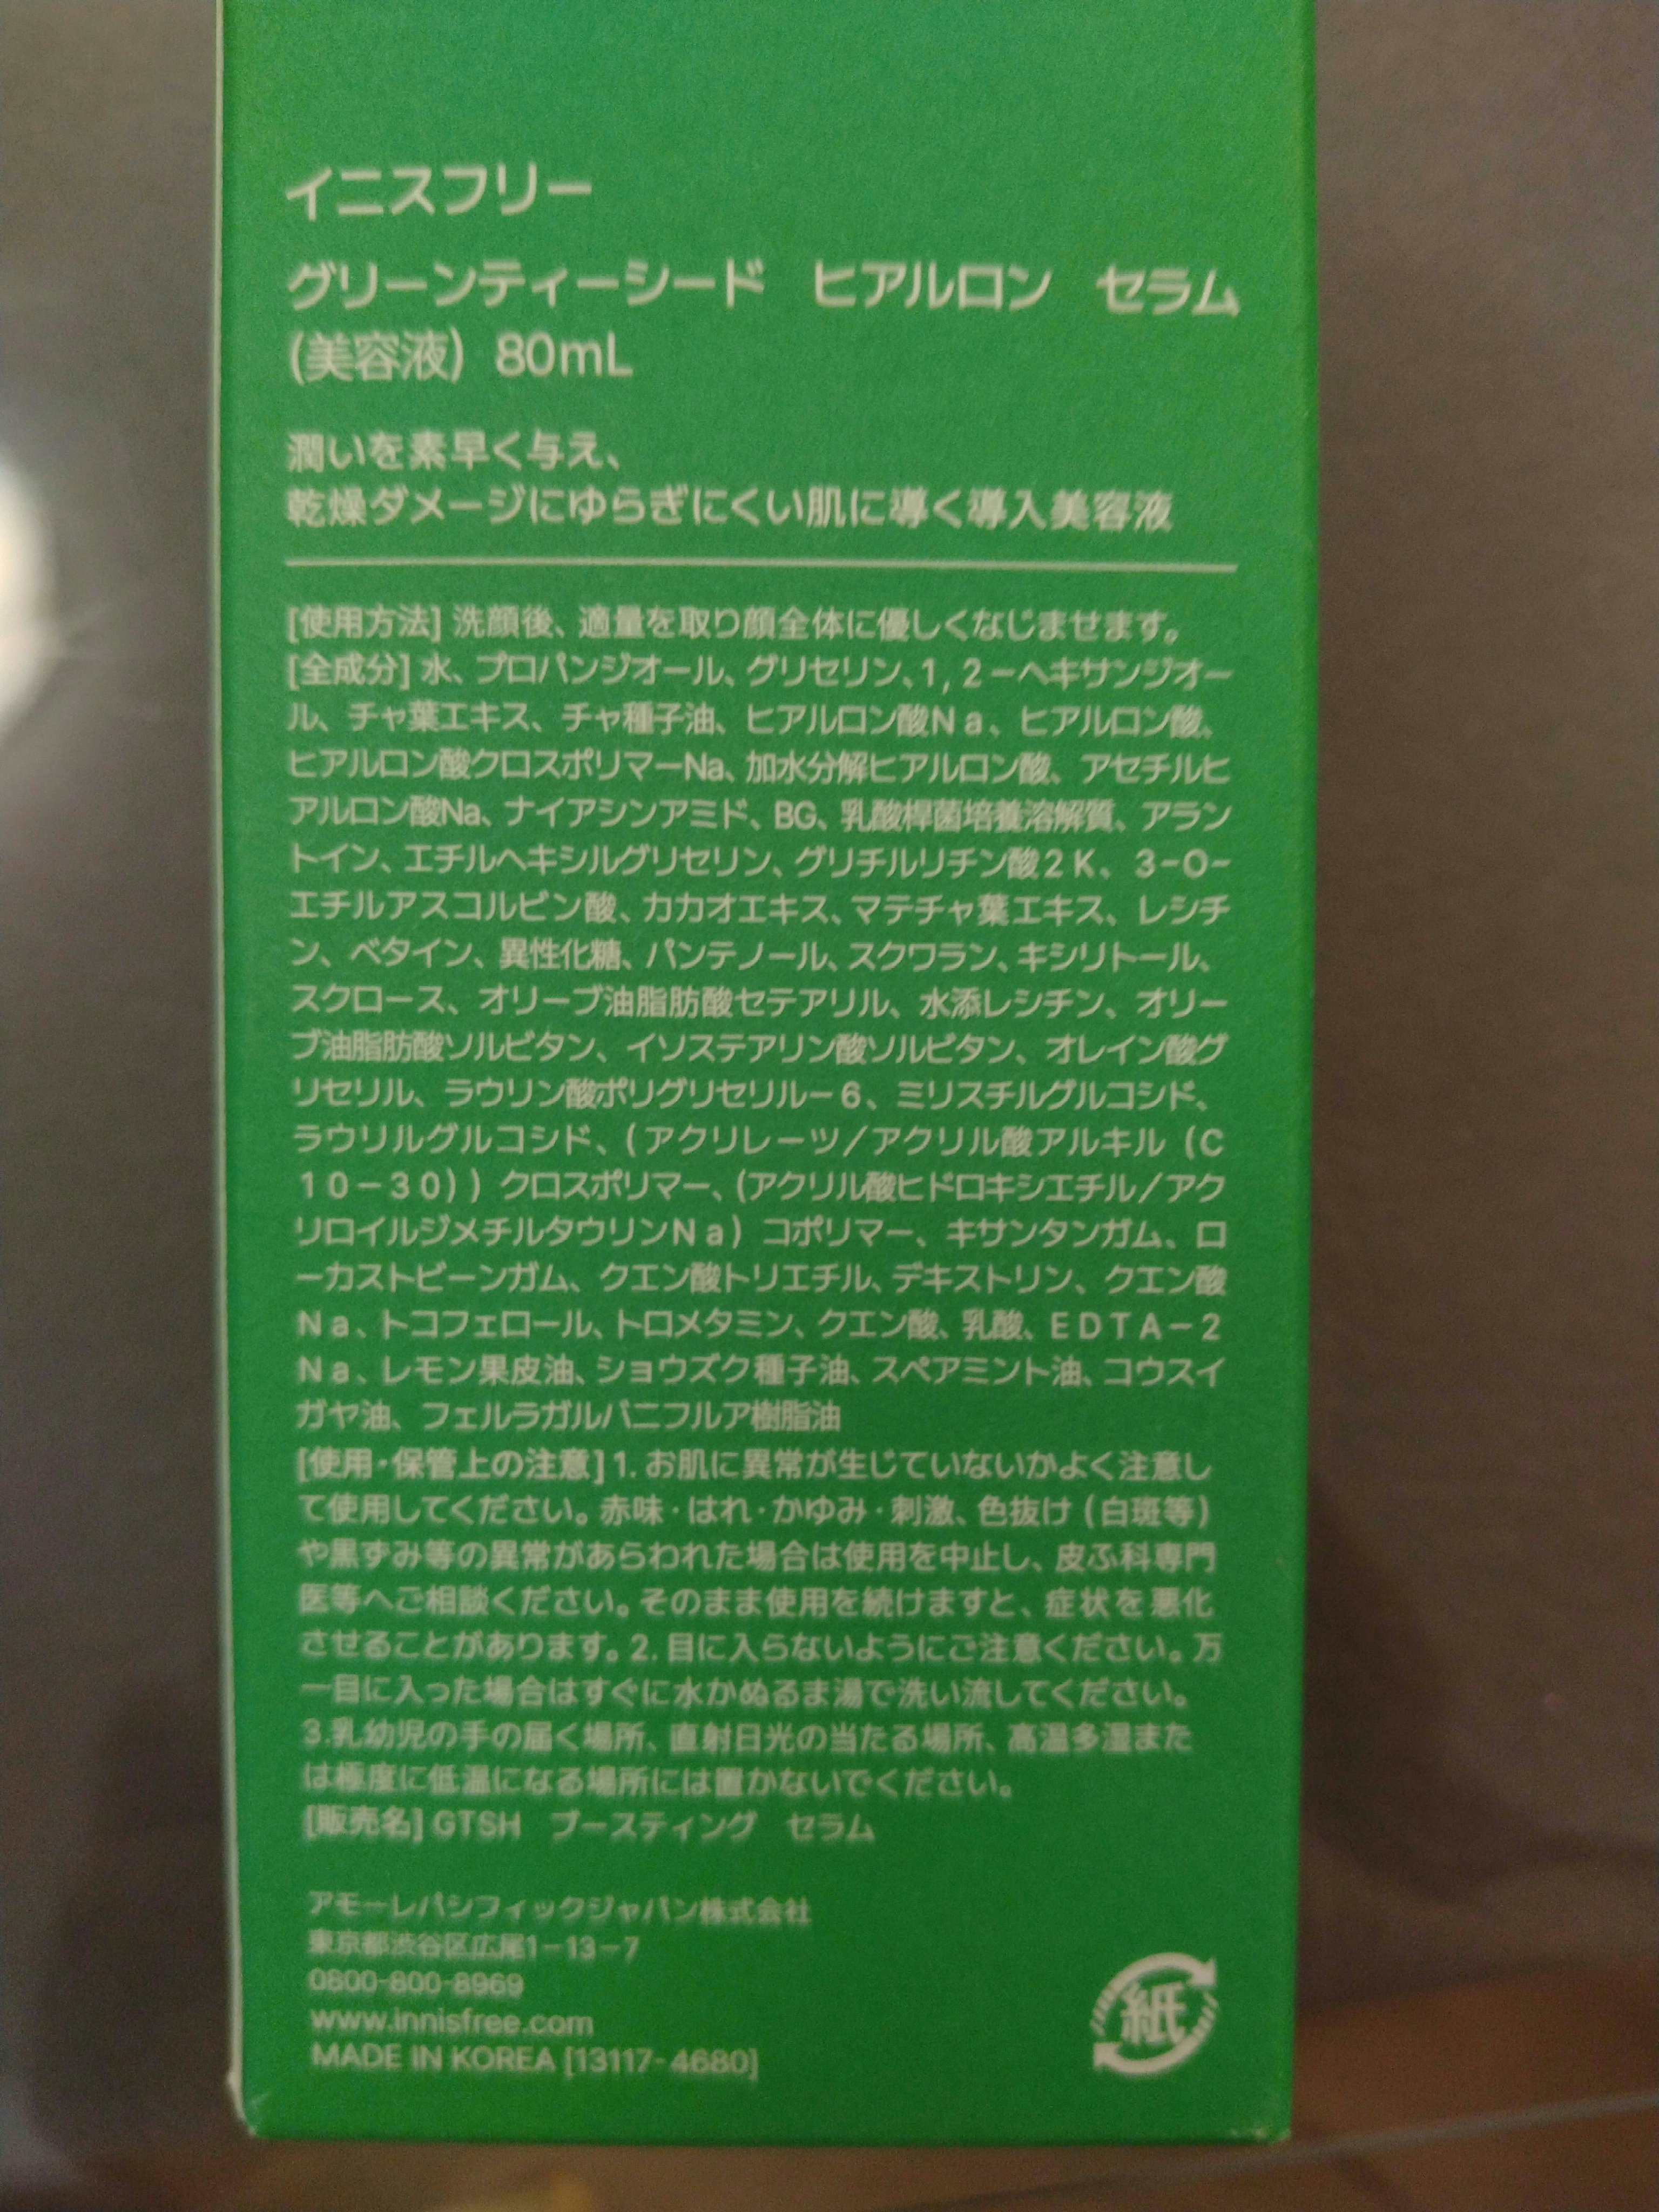 イニスフリー
グリーンティーシード　ヒアルロン　セラム
(美容液) 80mL
潤いを素早く与え、
乾燥ダメージにゆらぎにくい肌に導く導入美容液
[使用方法] 洗顔後、適量を取り顔全体に優しくなじませます。
[全成分] 水、プロパンジオール、グリセリン、1, 2－ヘキサンジオー
ル、チャ葉エキス、チャ種子油、ヒアルロン酸Ｎａ、ヒアルロン酸、
ヒアルロン酸クロスポリマーNa、加水分解ヒアルロン酸、アセチルヒ
アルロン酸Na、ナイアシンアミド、BG、乳酸桿菌培養溶解質、アラン
トイン、エチルヘキシルグリセリン、グリチルリチン酸２Ｋ、３－Ｏ－
エチルアスコルビン酸、カカオエキス、マテチャ葉エキス、レシチ
ン、ベタイン、異性化糖、パンテノール、スクワラン、キシリトール、
スクロース、オリーブ油脂肪酸セテアリル、水添レシチン、オリー
ブ油脂肪酸ソルビタン、イソステアリン酸ソルビタン、オレイン酸グ
リセリル、ラウリン酸ポリグリセリル－６、ミリスチルグルコシド、
ラウリルグルコシド、(アクリレーツ／アクリル酸アルキル（Ｃ
１０－３０)）クロスポリマー、(アクリル酸ヒドロキシエチル／アク
リロイルジメチルタウリンＮａ）コポリマー、キサンタンガム、ロ
ーカストビーンガム、クエン酸トリエチル、デキストリン、クエン酸
Ｎａ、トコフェロール、トロメタミン、クエン酸、乳酸、ＥＤＴＡ－２
Ｎａ、レモン果皮油、ショウズク種子油、スペアミント油、コウスイ
ガヤ油、フェルラガルバニフルア樹脂油
[使用・保管上の注意] 1. お肌に異常が生じていないかよく注意し
て使用してください。赤味・はれ・かゆみ・刺激、色抜け（白斑等）
や黒ずみ等の異常があらわれた場合は使用を中止し、皮ふ科専門
医等へご相談ください。そのまま使用を続けますと、症状を悪化
させることがあります。2. 目に入らないようにご注意ください。万
一目に入った場合はすぐに水かぬるま湯で洗い流してください。
3.乳幼児の手の届く場所、直射日光の当たる場所、高温多湿また
は極度に低温になる場所には置かないでください。
[販売名] GTSH　ブースティング　セラム
アモーレパシフィックジャパン株式会社
東京都渋谷区広尾1－13－7
0800-800-8969
www.innisfree.com
MADE IN KOREA [13117-4680]
紙